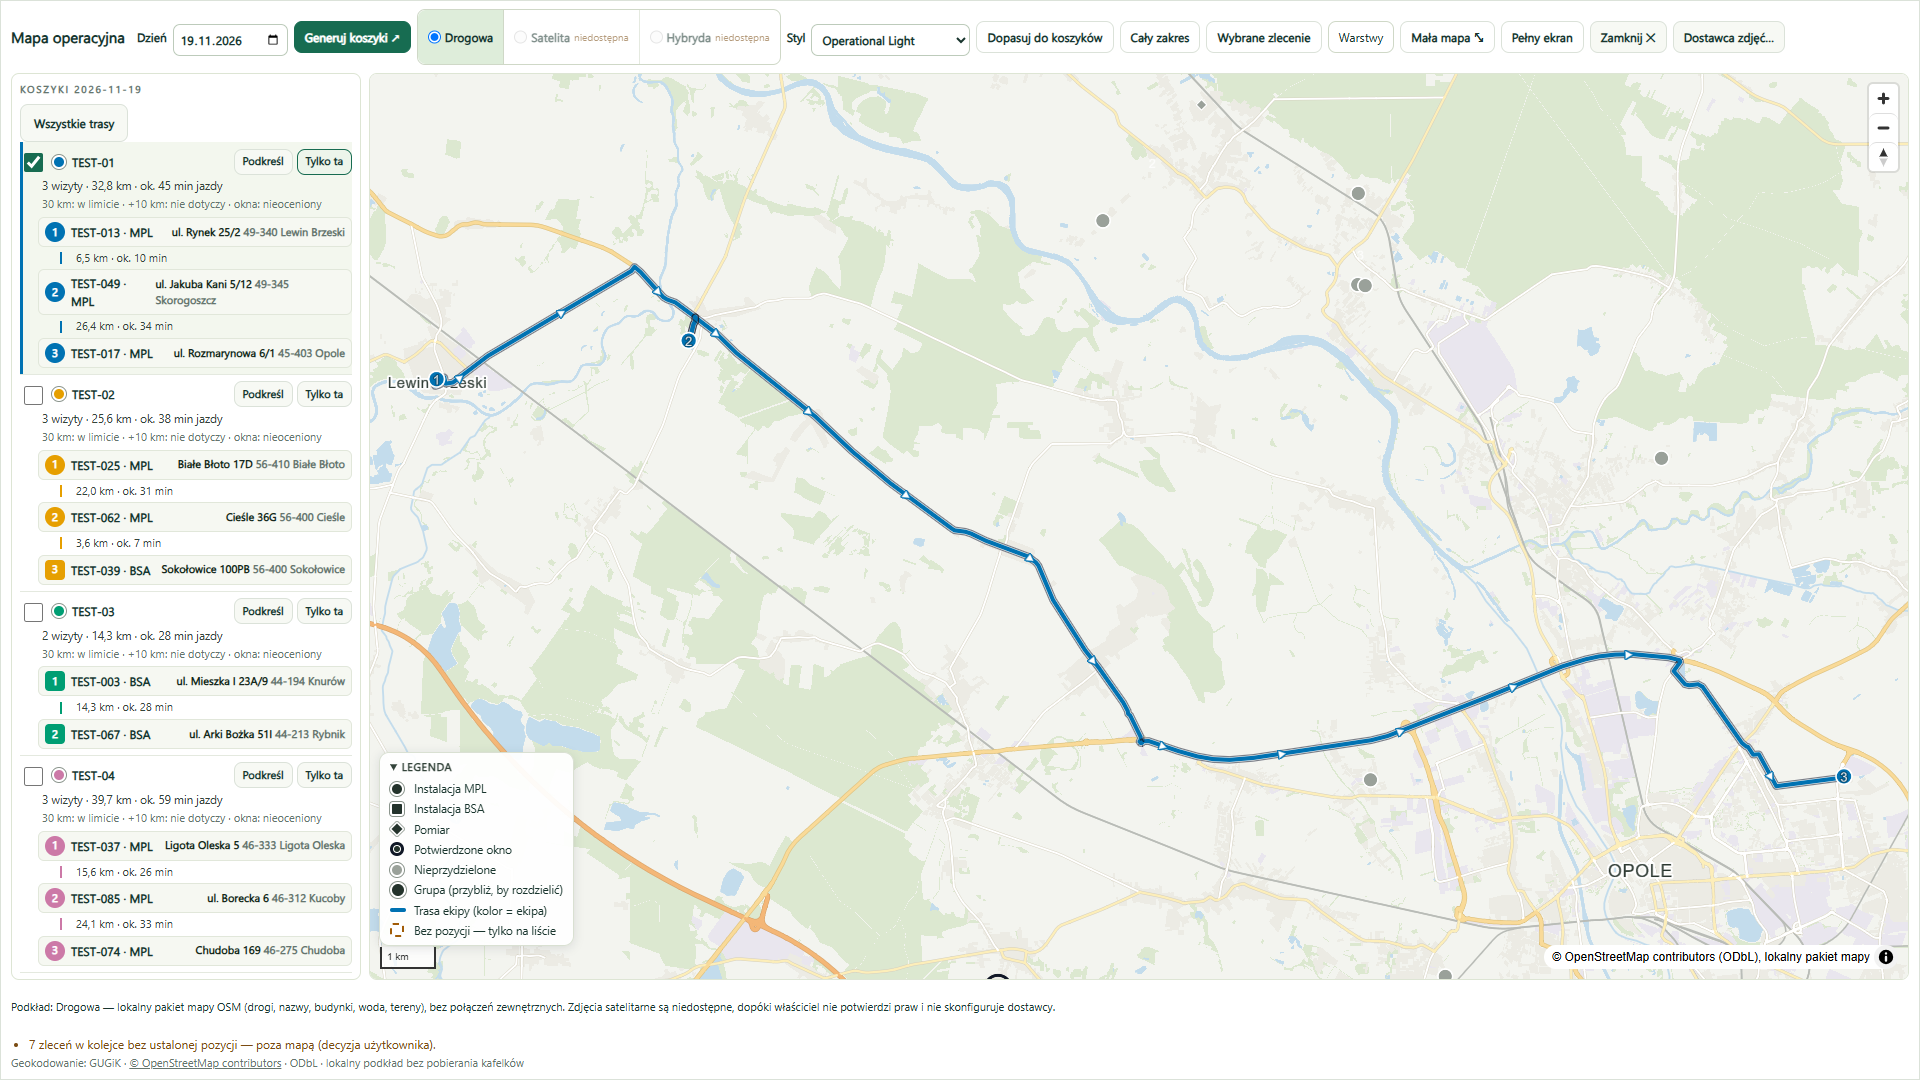 Mapa operacyjna Dzień 19.11.2026 Generuj koszyki ↗ Drogowa Satelita niedostępna Hybryda niedostępna Styl Operational Light Dopasuj do koszyków Cały zakres Wybrane zlecenie Warstwy Mała mapa ⤡ Pełny ekran Zamknij ✕ Dostawca zdjęć...
KOSZYKI 2026-11-19
Wszystkie trasy
TEST-01 Podkreśl Tylko ta
3 wizyty · 32,8 km · ok. 45 min jazdy
30 km: w limicie · +10 km: nie dotyczy · okna: nieoceniony
1 TEST-013 · MPL ul. Rynek 25/2 49-340 Lewin Brzeski
6,5 km · ok. 10 min
2 TEST-049 · MPL ul. Jakuba Kani 5/12 49-345 Skorogoszcz
26,4 km · ok. 34 min
3 TEST-017 · MPL ul. Rozmarynowa 6/1 45-403 Opole
TEST-02 Podkreśl Tylko ta
3 wizyty · 25,6 km · ok. 38 min jazdy
30 km: w limicie · +10 km: nie dotyczy · okna: nieoceniony
1 TEST-025 · MPL Białe Błoto 17D 56-410 Białe Błoto
22,0 km · ok. 31 min
2 TEST-062 · MPL Cieśle 36G 56-400 Cieśle
3,6 km · ok. 7 min
3 TEST-039 · BSA Sokołowice 100PB 56-400 Sokołowice
TEST-03 Podkreśl Tylko ta
2 wizyty · 14,3 km · ok. 28 min jazdy
30 km: w limicie · +10 km: nie dotyczy · okna: nieoceniony
1 TEST-003 · BSA ul. Mieszka I 23A/9 44-194 Knurów
14,3 km · ok. 28 min
2 TEST-067 · BSA ul. Arki Bożka 51I 44-213 Rybnik
TEST-04 Podkreśl Tylko ta
3 wizyty · 39,7 km · ok. 59 min jazdy
30 km: w limicie · +10 km: nie dotyczy · okna: nieoceniony
1 TEST-037 · MPL Ligota Oleska 5 46-333 Ligota Oleska
15,6 km · ok. 26 min
2 TEST-085 · MPL ul. Borecka 6 46-312 Kucoby
24,1 km · ok. 33 min
3 TEST-074 · MPL Chudoba 169 46-275 Chudoba
2
Lewin 1 zeski
3
OPOLE
▼ LEGENDA
Instalacja MPL
Instalacja BSA
Pomiar
Potwierdzone okno
Nieprzydzielone
Grupa (przybliż, by rozdzielić)
Trasa ekipy (kolor = ekipa)
Bez pozycji — tylko na liście
1 km
© OpenStreetMap contributors (ODbL), lokalny pakiet mapy
Podkład: Drogowa — lokalny pakiet mapy OSM (drogi, nazwy, budynki, woda, tereny), bez połączeń zewnętrznych. Zdjęcia satelitarne są niedostępne, dopóki właściciel nie potwierdzi praw i nie skonfiguruje dostawcy.
• 7 zleceń w kolejce bez ustalonej pozycji — poza mapą (decyzja użytkownika).
Geokodowanie: GUGiK · © OpenStreetMap contributors · ODbL · lokalny podkład bez pobierania kafelków